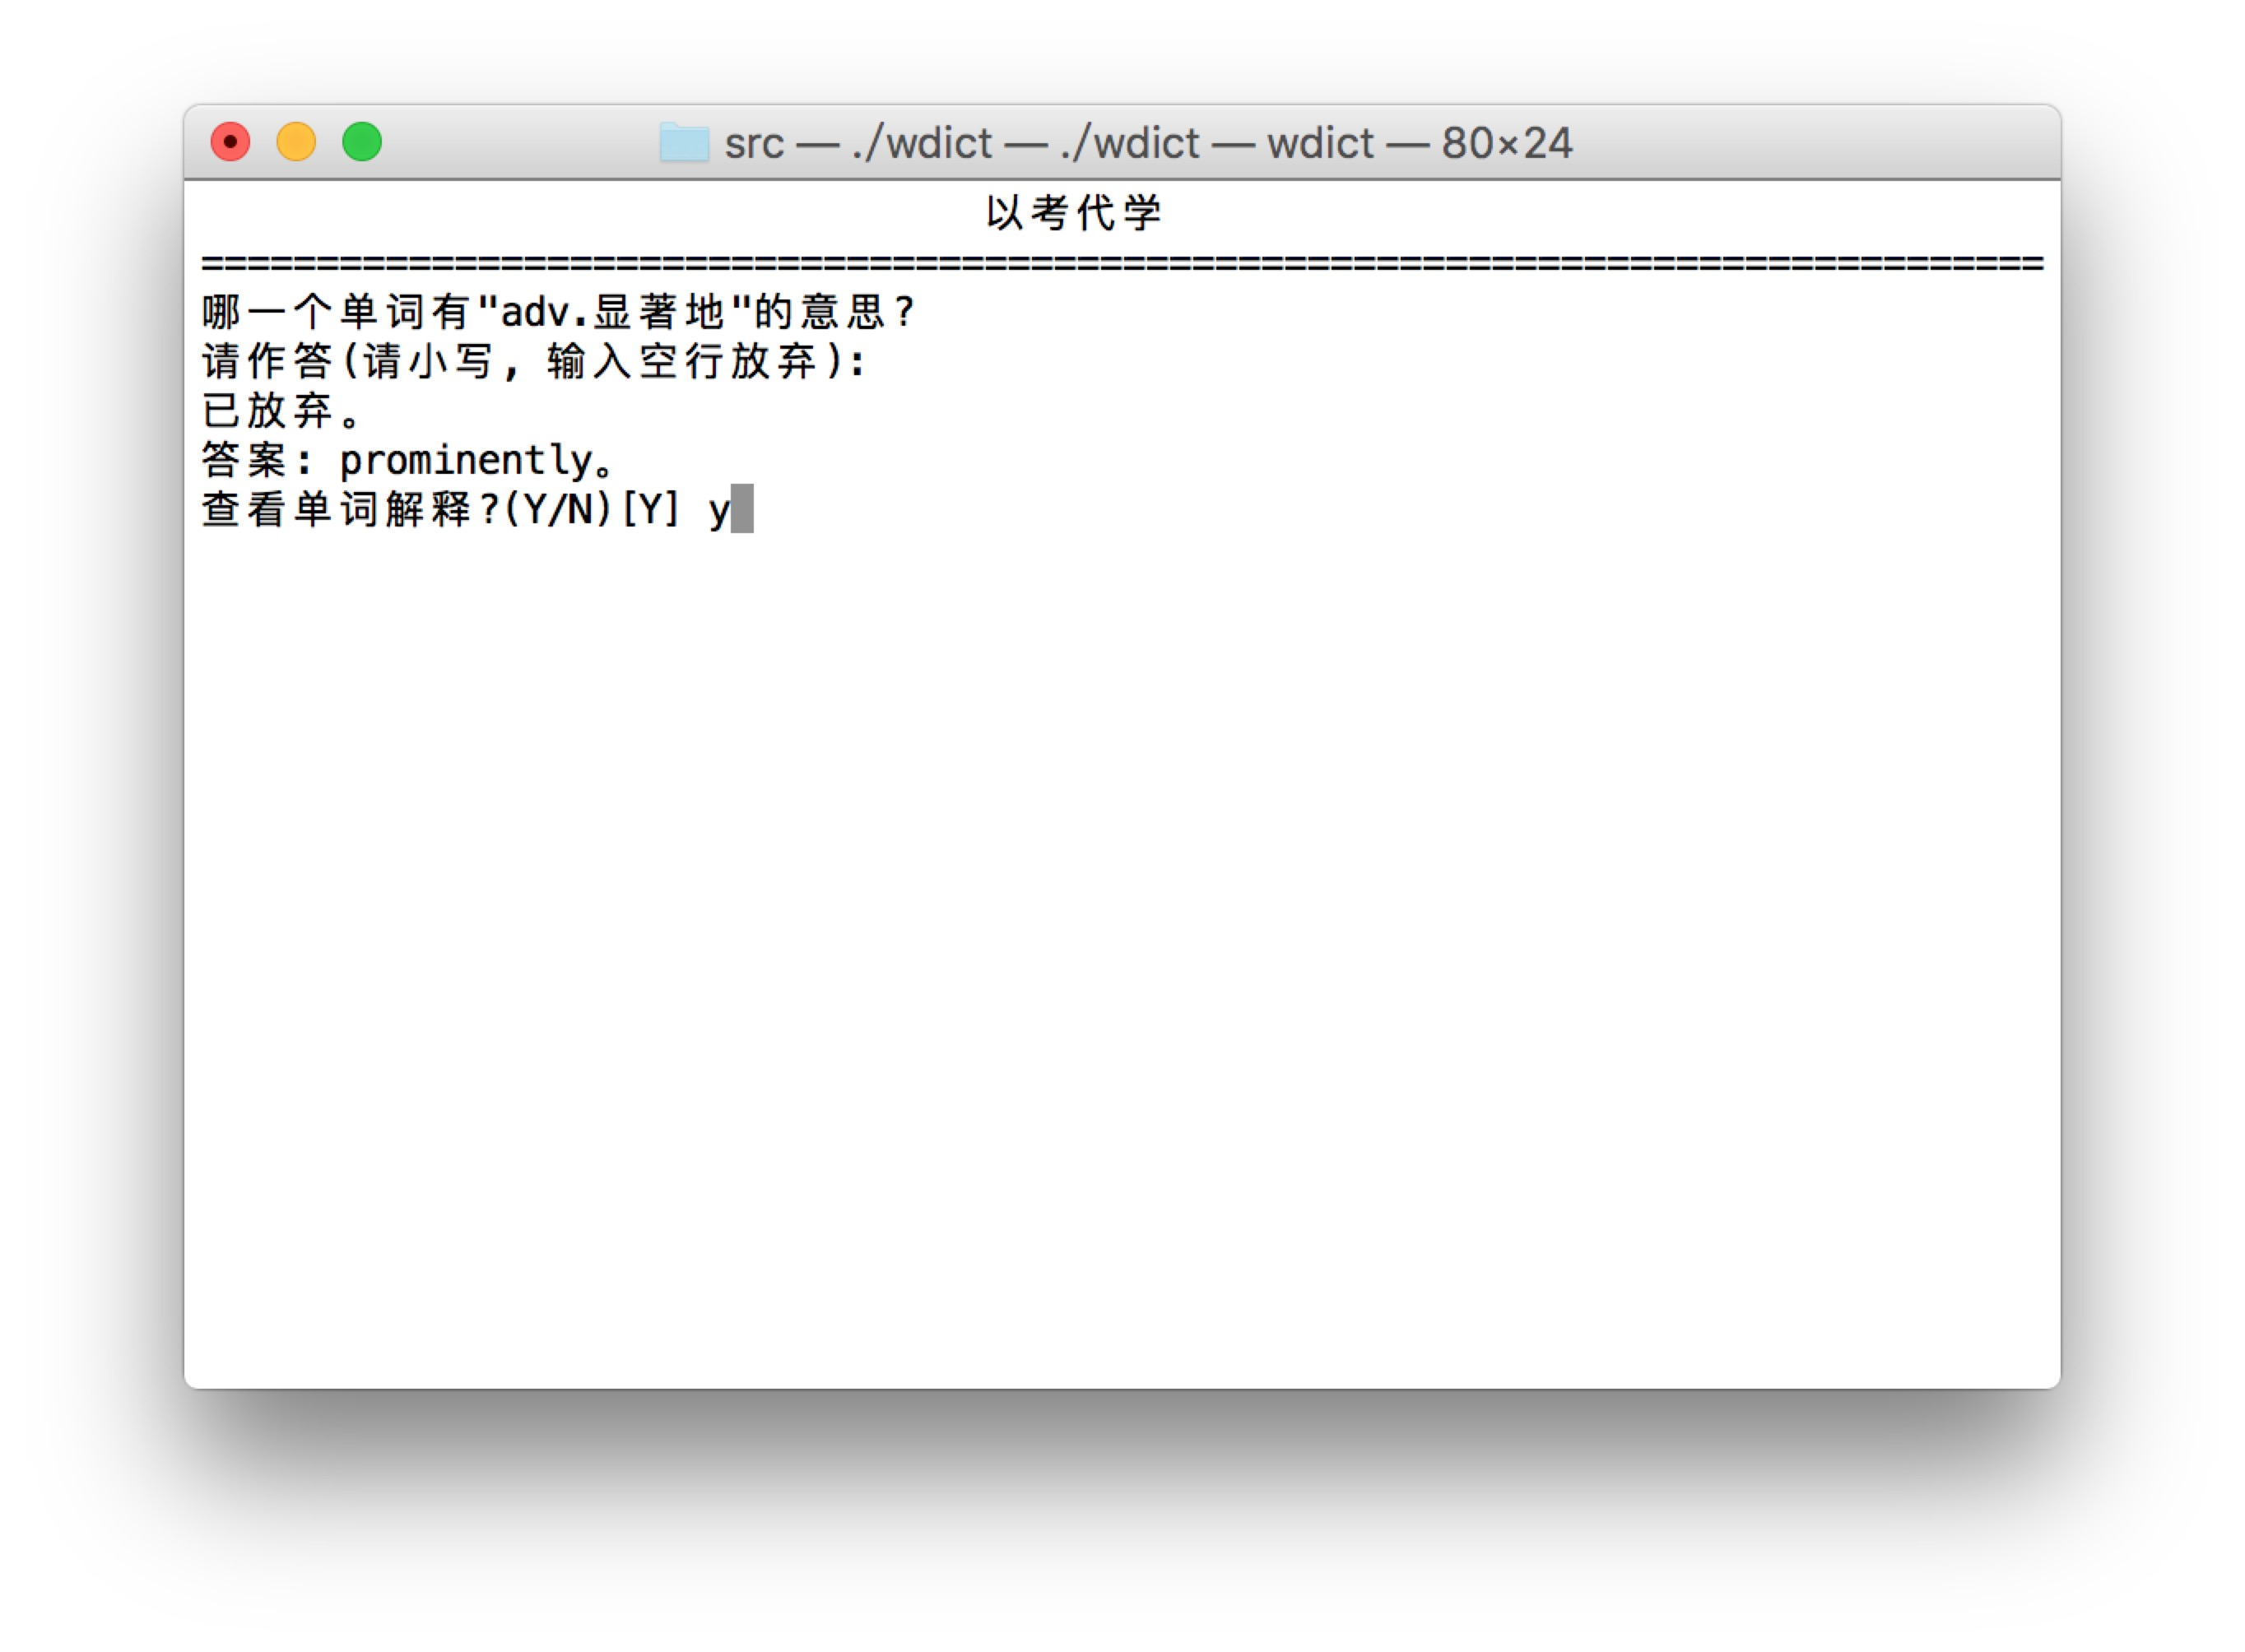 src — ./wdict — ./wdict — wdict — 80×24
以考代学
================================================================================
哪一个单词有"adv.显著地"的意思?
请作答(请小写, 输入空行放弃):
已放弃。
答案: prominently。
查看单词解释?(Y/N)[Y] y